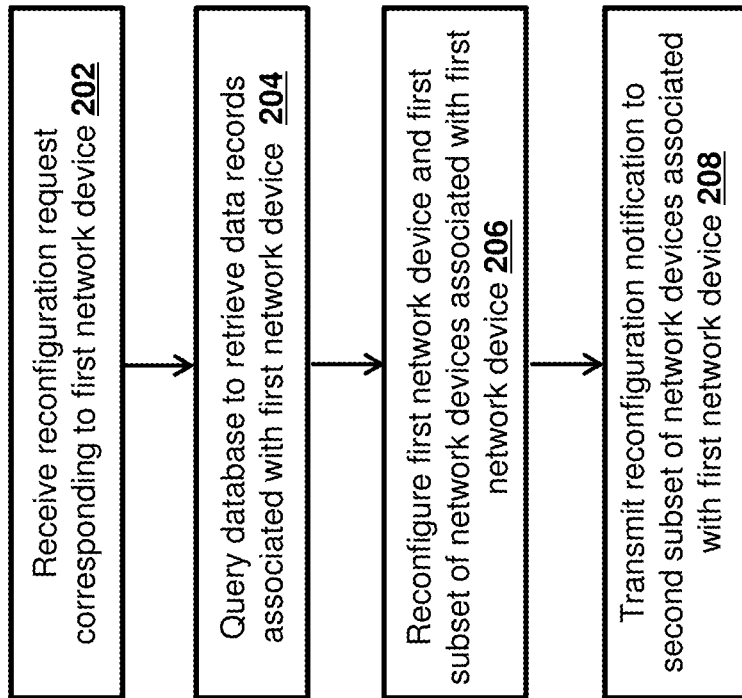 Receive reconfiguration request
corresponding to first network device 202
Query database to retrieve data records
associated with first network device 204
Reconfigure first network device and first
subset of network devices associated with first
network device 206
Transmit reconfiguration notification to
second subset of network devices associated
with first network device 208